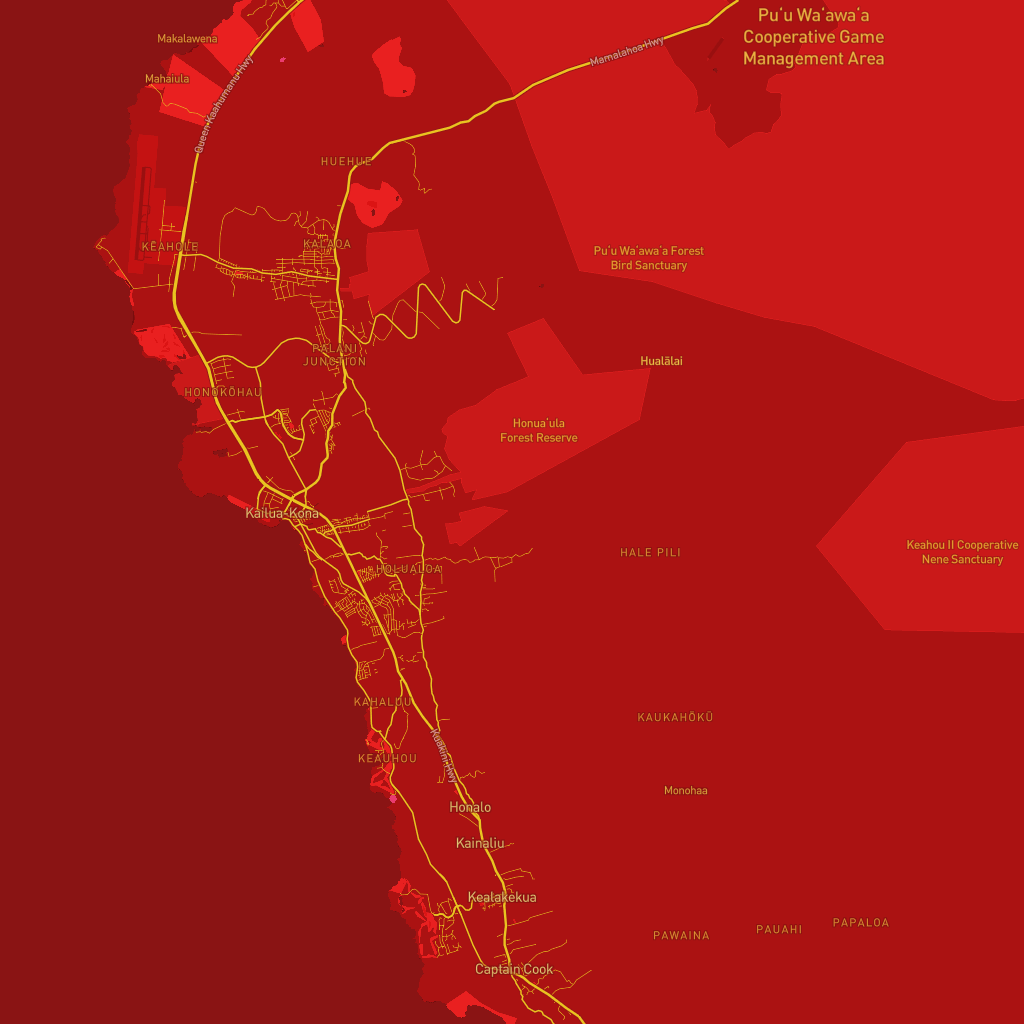 Puʻu Waʻawaʻa
Cooperative Game
Management Area
Makalawena
Mamalahoa Hwy
Mahaiula
Queen Kaahumanu Hwy
HUEHUE
KALAOA
KEĀHOLE
Puʻu Waʻawaʻa Forest
Bird Sanctuary
PALANI
JUNCTION
Hualālai
HONOKŌHAU
Honuaʻula
Forest Reserve
Kailua-Kona
HALE PILI
Keahou II Cooperative
Nene Sanctuary
HOLUALOA
KAHALUU
KAUKAHŌKŪ
KEAUHOU
Kuakini Hwy
Monohaa
Honalo
Kainaliu
Kealakekua
PAPALOA
PAUAHI
PAWAINA
Captain Cook